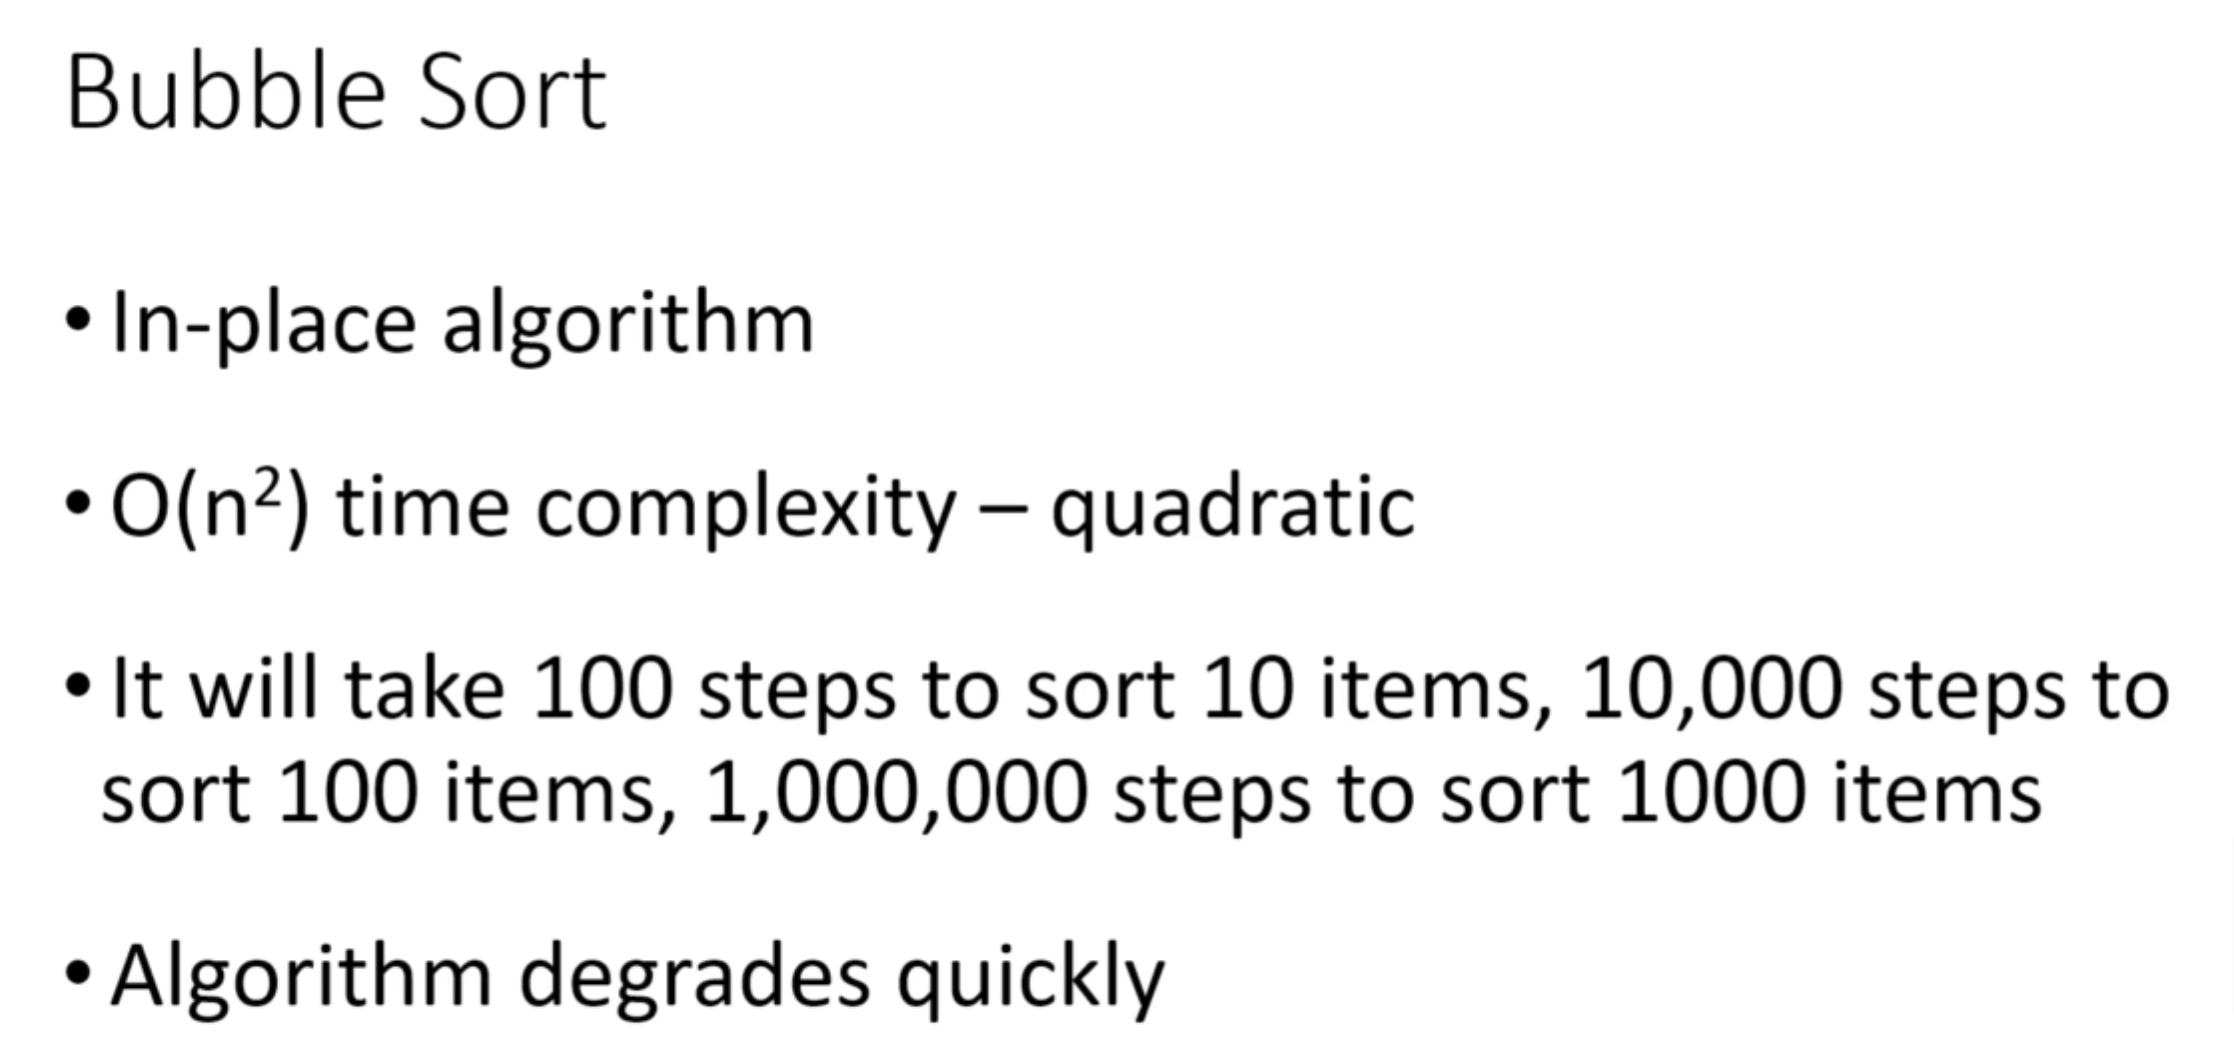 Bubble Sort
• In-place algorithm
• O(n²) time complexity – quadratic
• It will take 100 steps to sort 10 items, 10,000 steps to
sort 100 items, 1,000,000 steps to sort 1000 items
• Algorithm degrades quickly